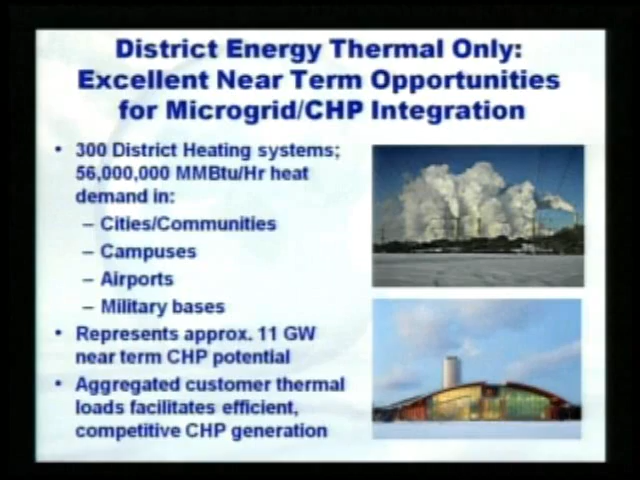 District Energy Thermal Only:
Excellent Near Term Opportunities
for Microgrid/CHP Integration
• 300 District Heating systems;
56,000,000 MMBtu/Hr heat
demand in:
– Cities/Communities
– Campuses
– Airports
– Military bases
• Represents approx. 11 GW
near term CHP potential
• Aggregated customer thermal
loads facilitates efficient,
competitive CHP generation